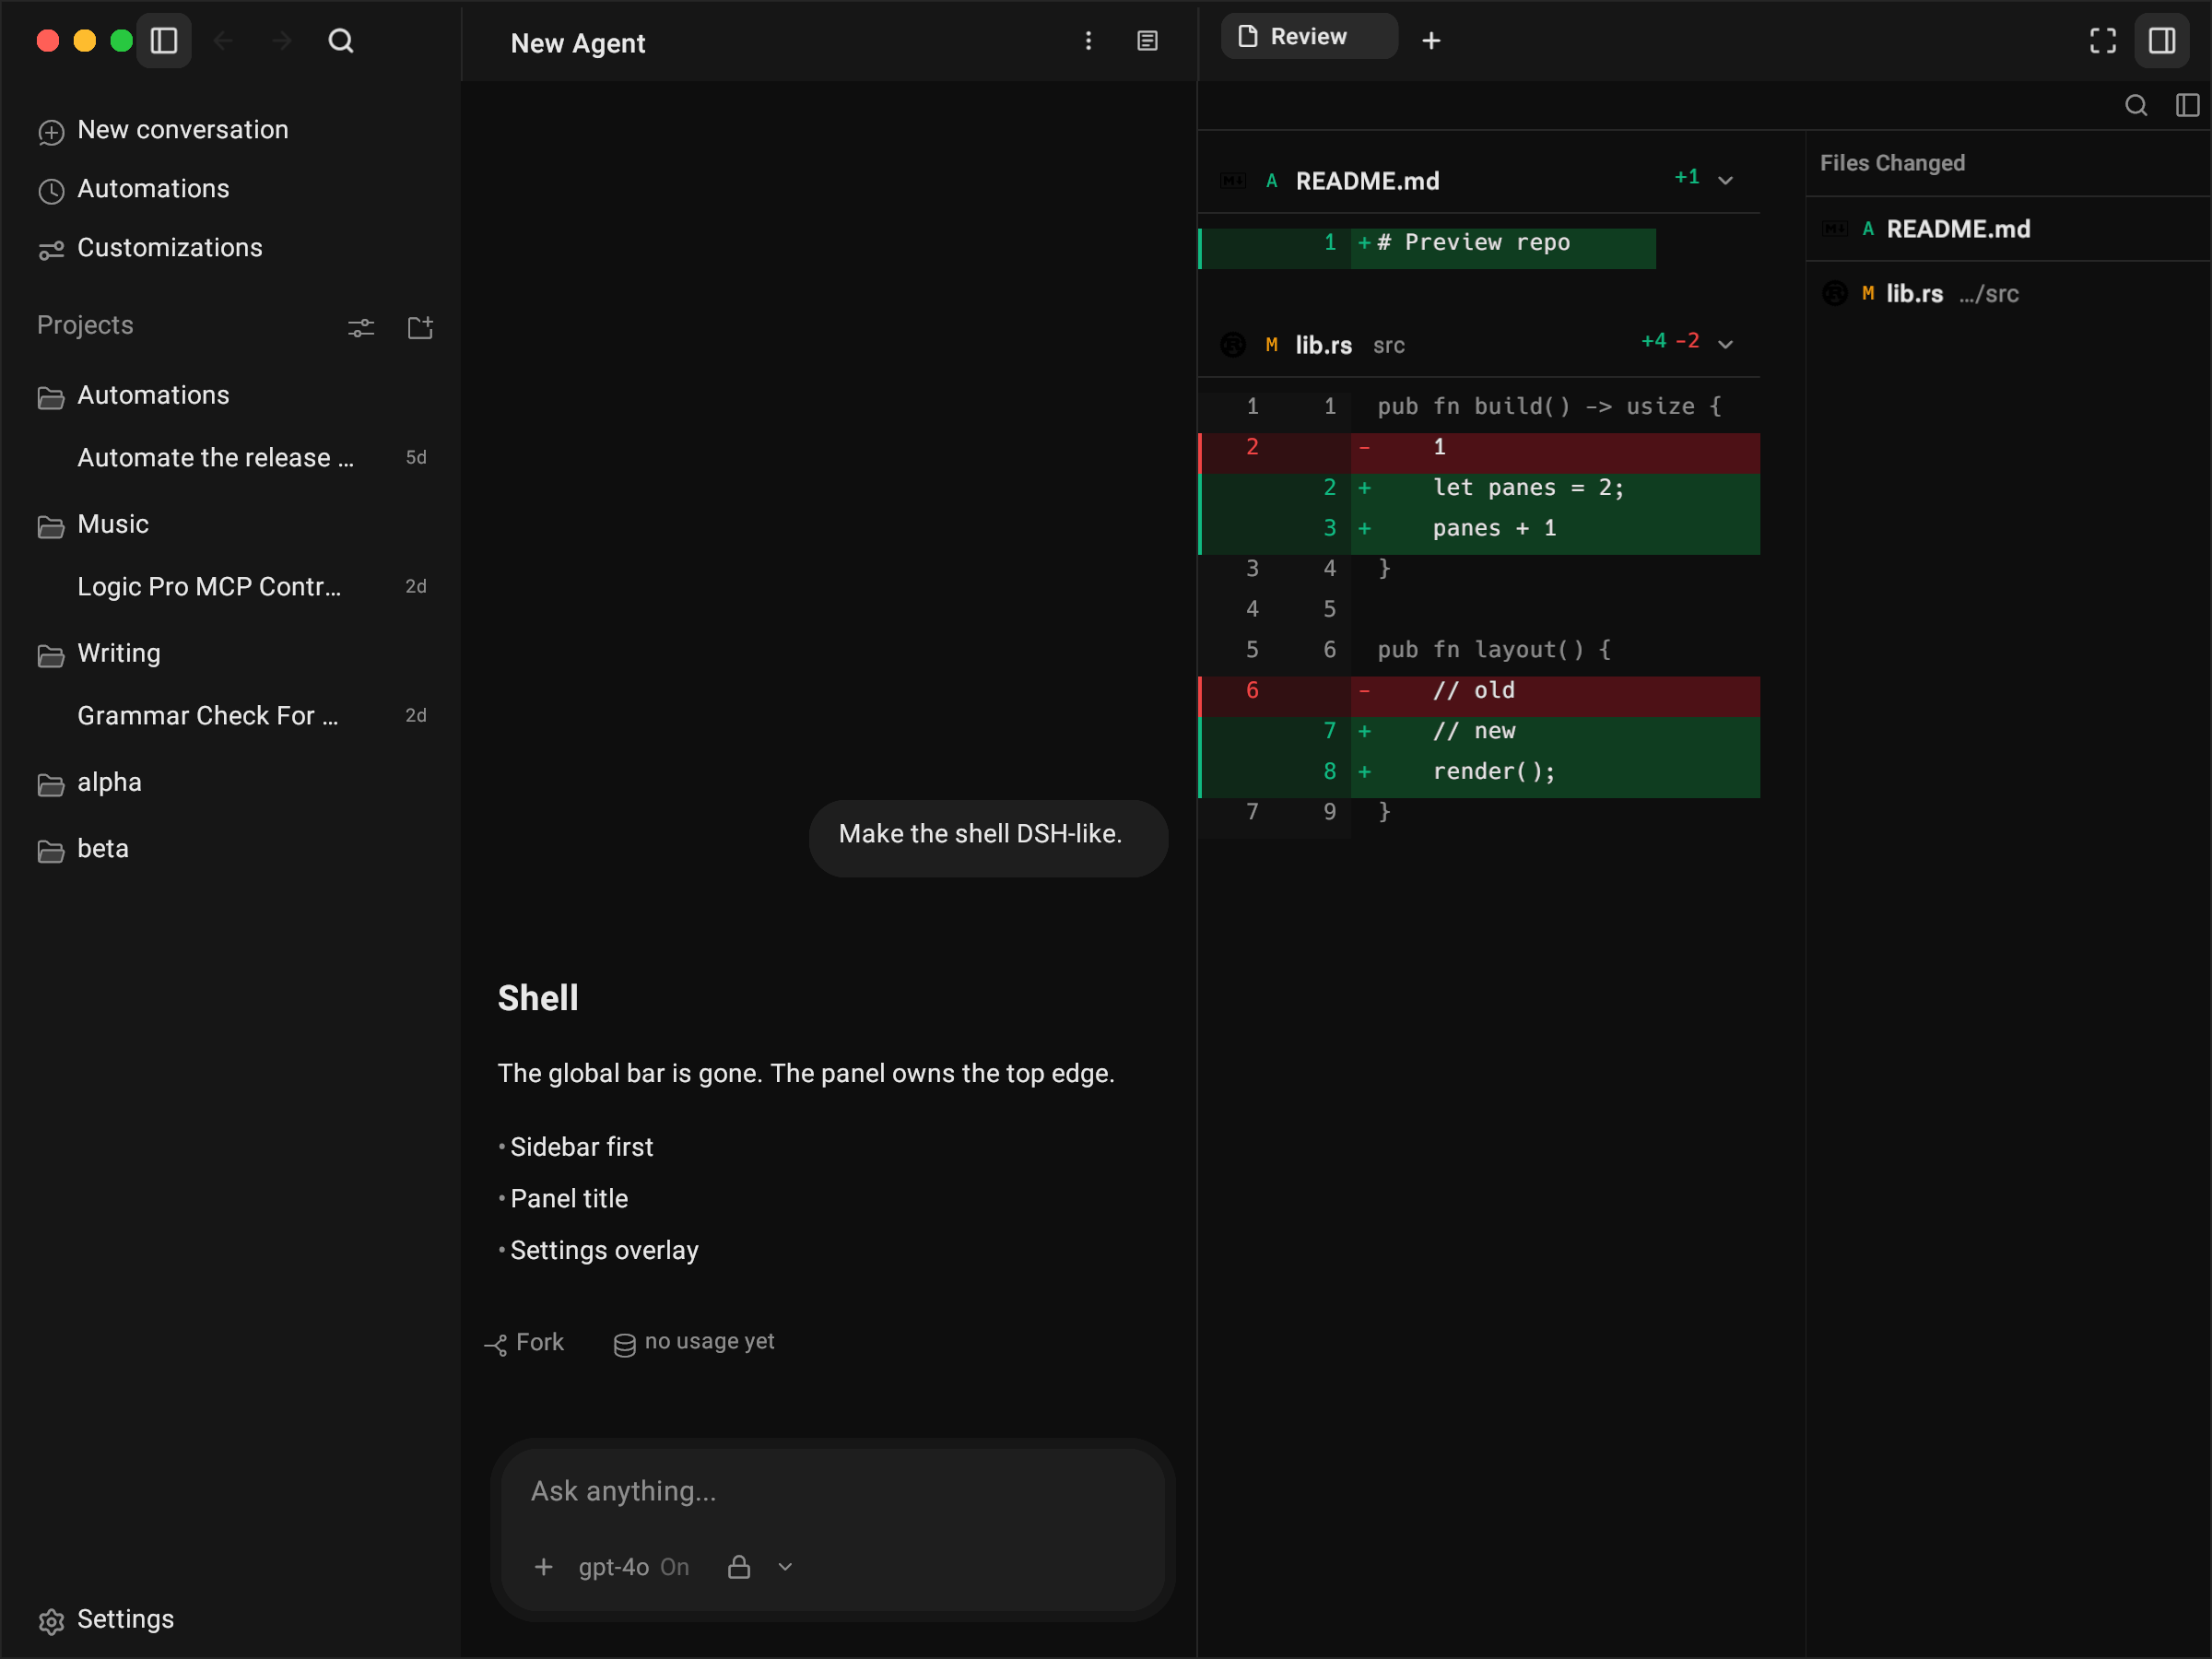 New conversation
Automations
Customizations
Projects
Automations
Automate the release ... 5d
Music
Logic Pro MCP Contr... 2d
Writing
Grammar Check For ... 2d
alpha
beta
Settings
New Agent
Make the shell DSH-like.
Shell
The global bar is gone. The panel owns the top edge.
• Sidebar first
• Panel title
• Settings overlay
Fork no usage yet
Ask anything...
+ gpt-4o On
Review +
M↓ A README.md +1
1 + # Preview repo
R M lib.rs src +4 -2
1 1 pub fn build() -> usize {
2 - 1
2 + let panes = 2;
3 + panes + 1
3 4 }
4 5
5 6 pub fn layout() {
6 - // old
7 + // new
8 + render();
7 9 }
Files Changed
M↓ A README.md
R M lib.rs .../src